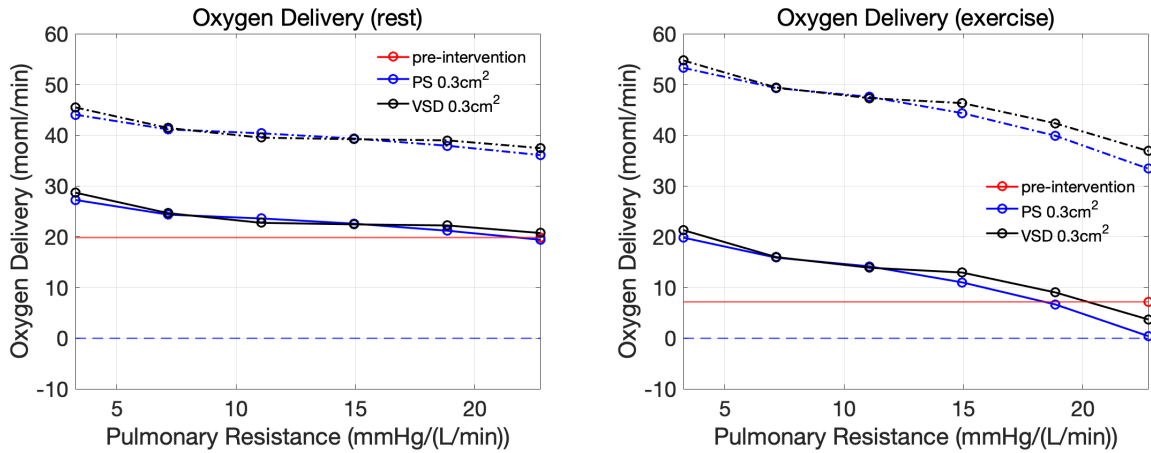 Oxygen Delivery (rest)
60
50
40
30
20
10
0
-10
Oxygen Delivery (moml/min)
pre-intervention
PS 0.3cm²
VSD 0.3cm²
5
10
15
20
Pulmonary Resistance (mmHg/(L/min))
Oxygen Delivery (exercise)
60
50
40
30
20
10
0
-10
Oxygen Delivery (moml/min)
pre-intervention
PS 0.3cm²
VSD 0.3cm²
5
10
15
20
Pulmonary Resistance (mmHg/(L/min))